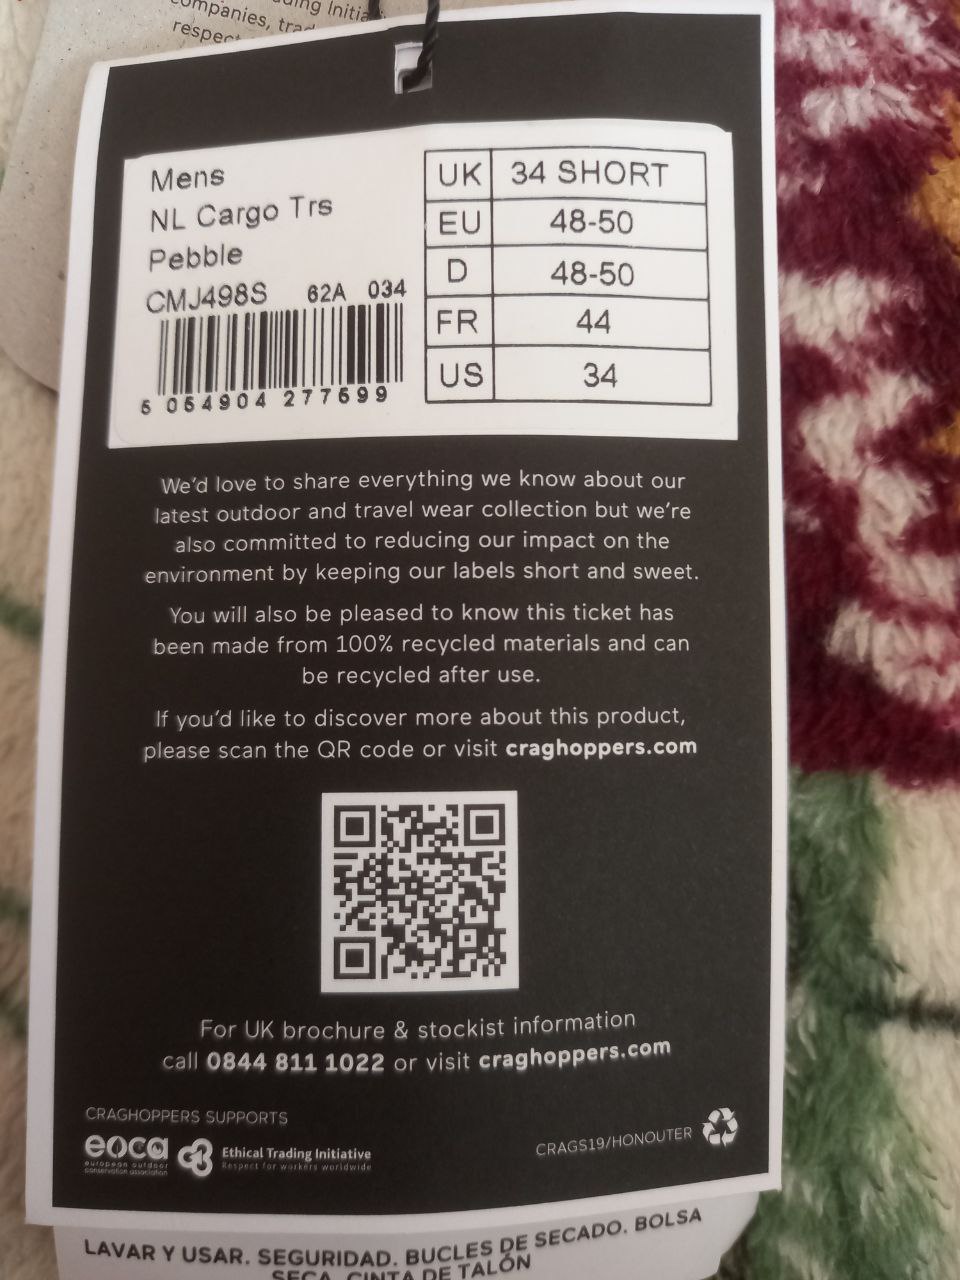 ding Initia
companies, trad
respect
Mens
NL Cargo Trs
Pebble
CMJ498S 62A 034
UK 34 SHORT
EU 48-50
D 48-50
FR 44
US 34
We'd love to share everything we know about our
latest outdoor and travel wear collection but we're
also committed to reducing our impact on the
environment by keeping our labels short and sweet.
You will also be pleased to know this ticket has
been made from 100% recycled materials and can
be recycled after use.
If you'd like to discover more about this product,
please scan the QR code or visit craghoppers.com
For UK brochure & stockist information
call 0844 811 1022 or visit craghoppers.com
CRAGHOPPERS SUPPORTS
eoca
european outdoor
conservation association
Ethical Trading Initiative
Respect for workers worldwide
CRAGS19/HONOUTER
LAVAR Y USAR. SEGURIDAD. BUCLES DE SECADO. BOLSA
SECA. CINTA DE TALÓN